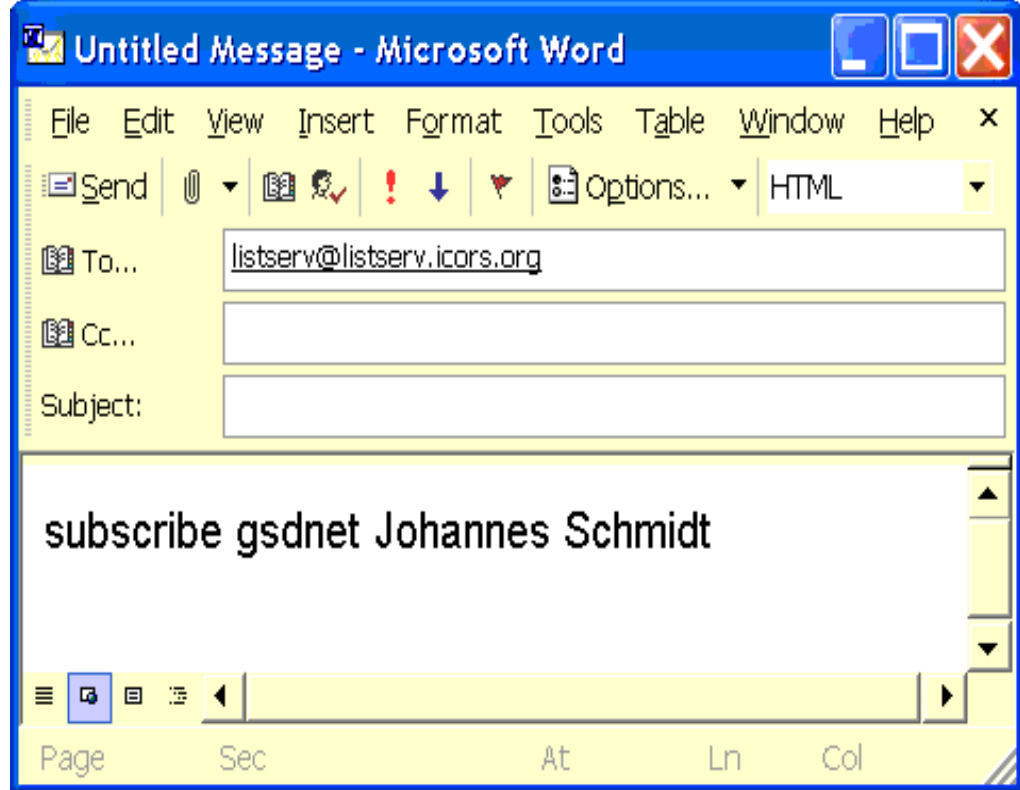 Untitled Message - Microsoft Word
File Edit View Insert Format Tools Table Window Help
Send Options... HTML
To... listserv@listserv.icors.org
Cc...
Subject:
subscribe gsdnet Johannes Schmidt
Page Sec At Ln Col